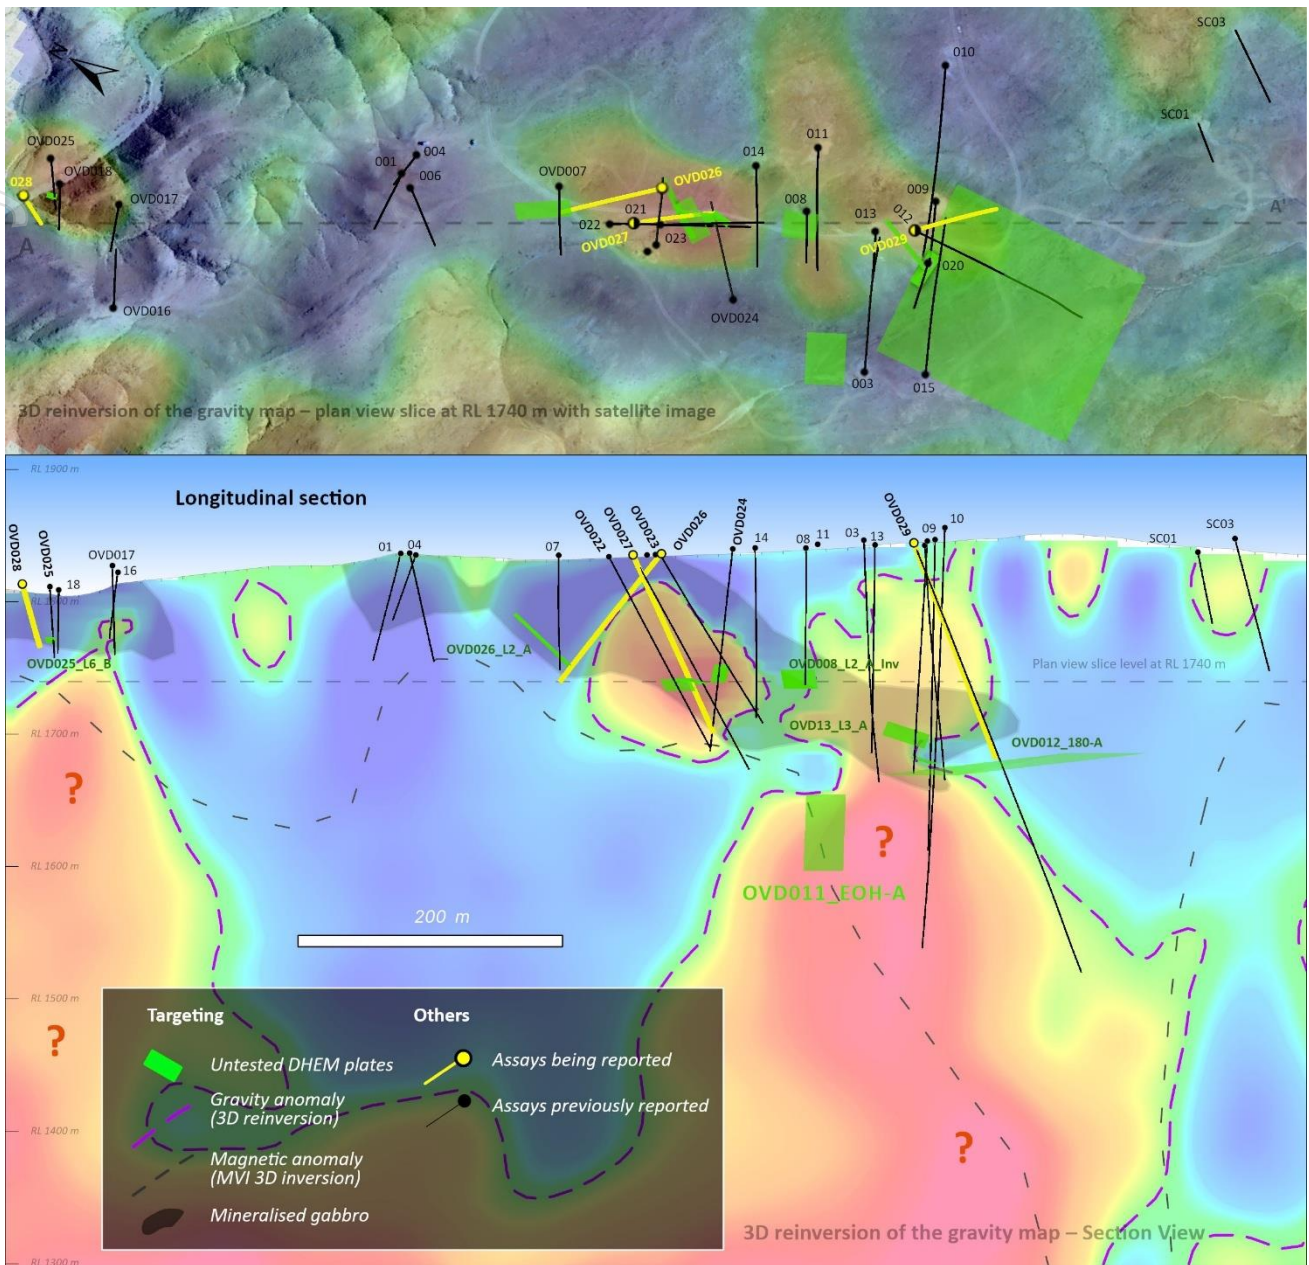 SC03
010
OVD025
004
001
011
SC01
028
OVD018
006
014
OVD007
OVD026
OVD017
009
008
021
022
013
012
A'
A
OVD027
023
OVD029
020
OVD016
OVD024
003
015
3D reinversion of the gravity map – plan view slice at RL 1740 m with satellite image
RL 1900 m
Longitudinal section
OVD028
OVD025
18
OVD017
16
01
04
07
OVD022
OVD027
OVD023
OVD026
OVD024
14
08
11
03
13
OVD029
09
10
SC01
SC03
RL 1800 m
OVD025_L6_B
OVD026_L2_A
OVD008_L2_A_Inv
Plan view slice level at RL 1740 m
RL 1700 m
OVD13_L3_A
OVD012_180-A
?
?
RL 1600 m
OVD011_EOH-A
200 m
RL 1500 m
?
Targeting
Others
Untested DHEM plates
Assays being reported
Gravity anomaly
(3D reinversion)
Assays previously reported
RL 1400 m
?
Magnetic anomaly
(MVI 3D inversion)
Mineralised gabbro
3D reinversion of the gravity map – Section View
RL 1300 m